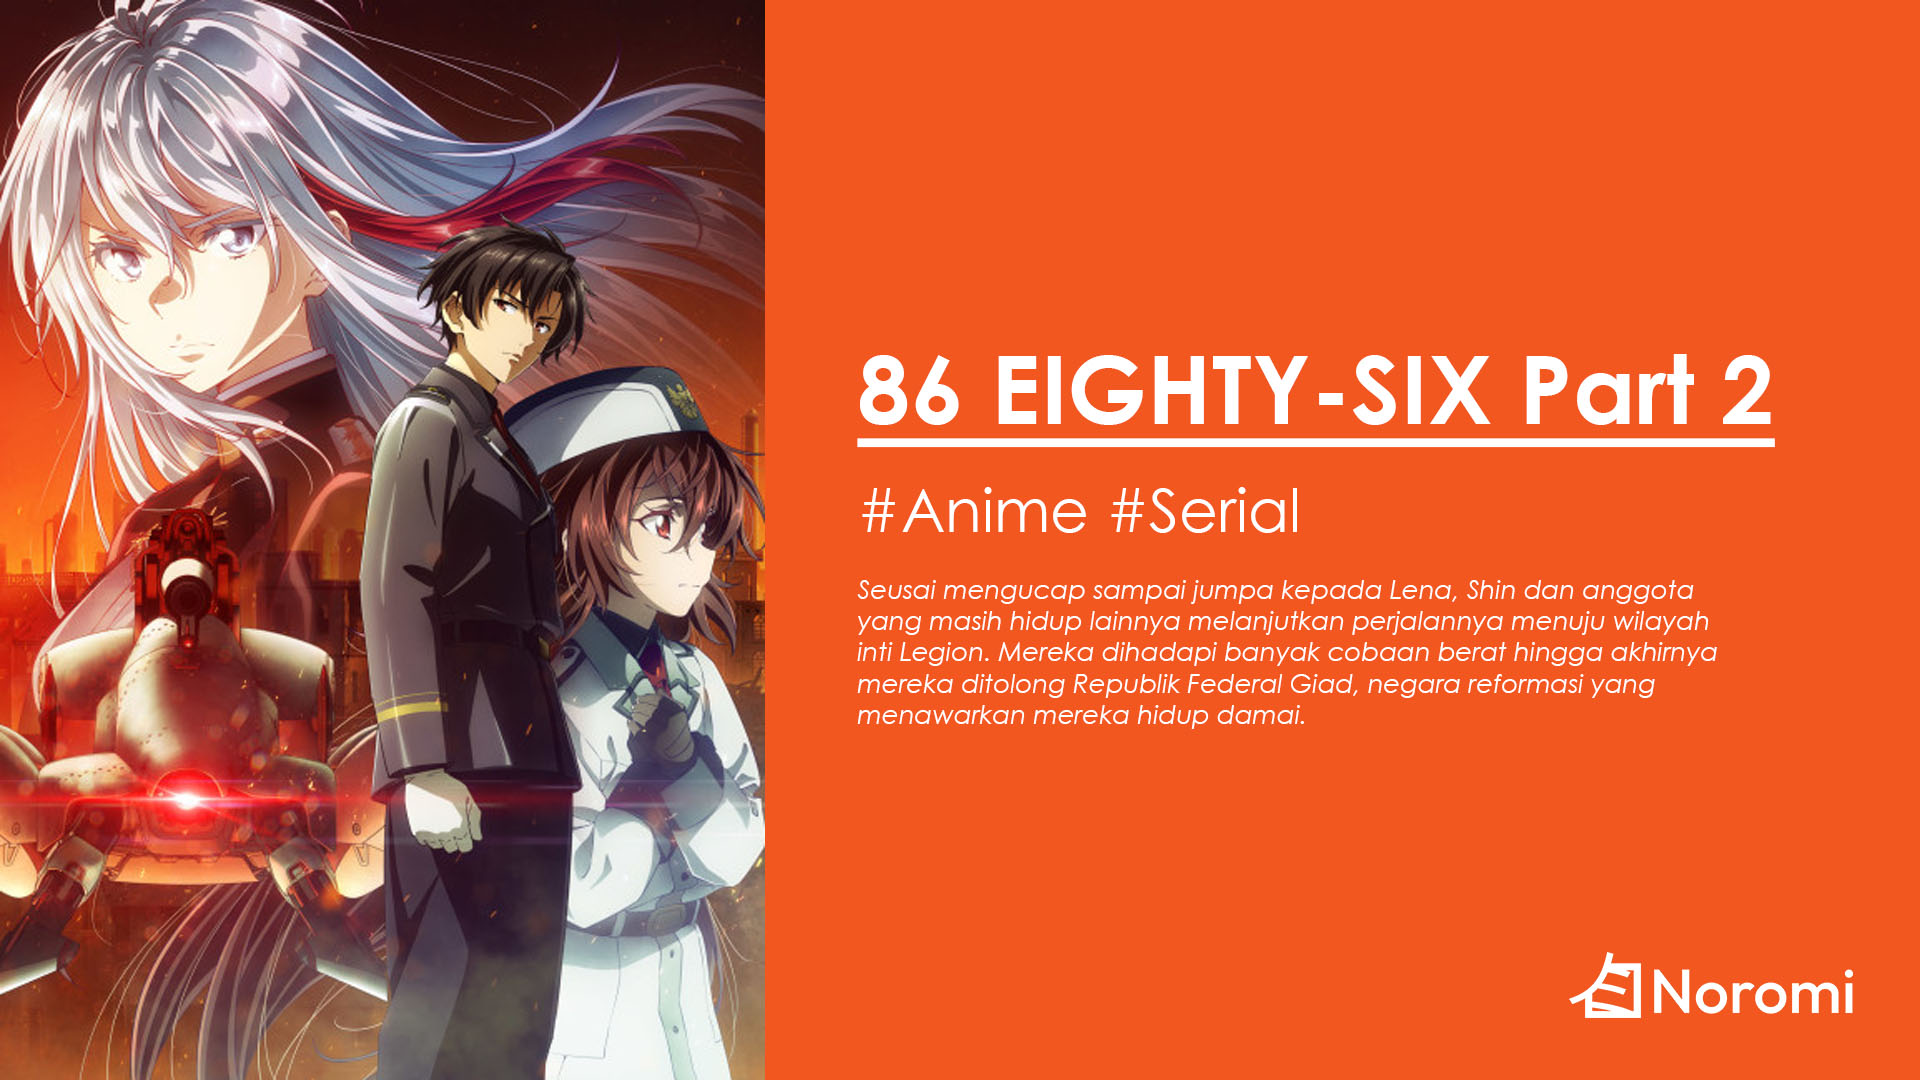 86 EIGHTY-SIX Part 2
#Anime #Serial
Seusai mengucap sampai jumpa kepada Lena, Shin dan anggota
yang masih hidup lainnya melanjutkan perjalannya menuju wilayah
inti Legion. Mereka dihadapi banyak cobaan berat hingga akhirnya
mereka ditolong Republik Federal Giad, negara reformasi yang
menawarkan mereka hidup damai.
Noromi